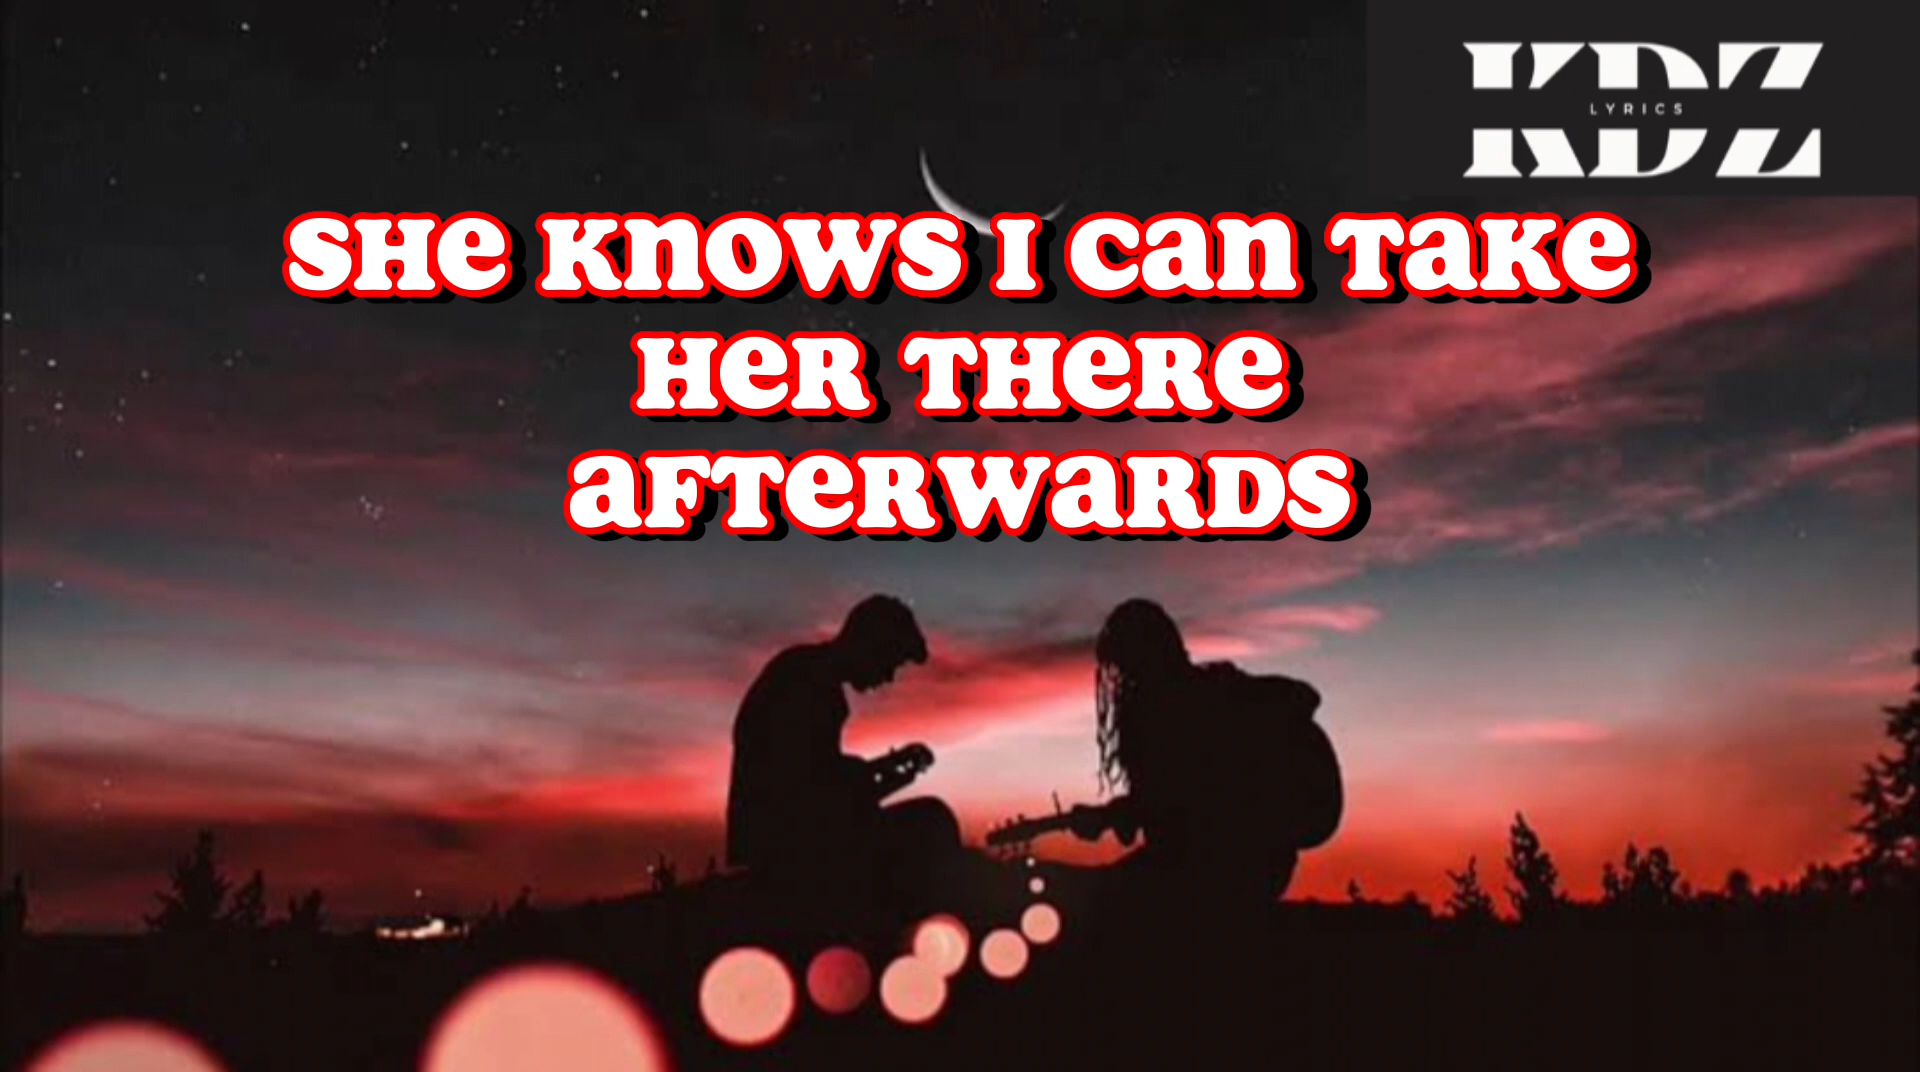 KDZ
LYRICS
SHe KnOWS I Can TaKe
HeR THeRe
aFTeRWaRDS